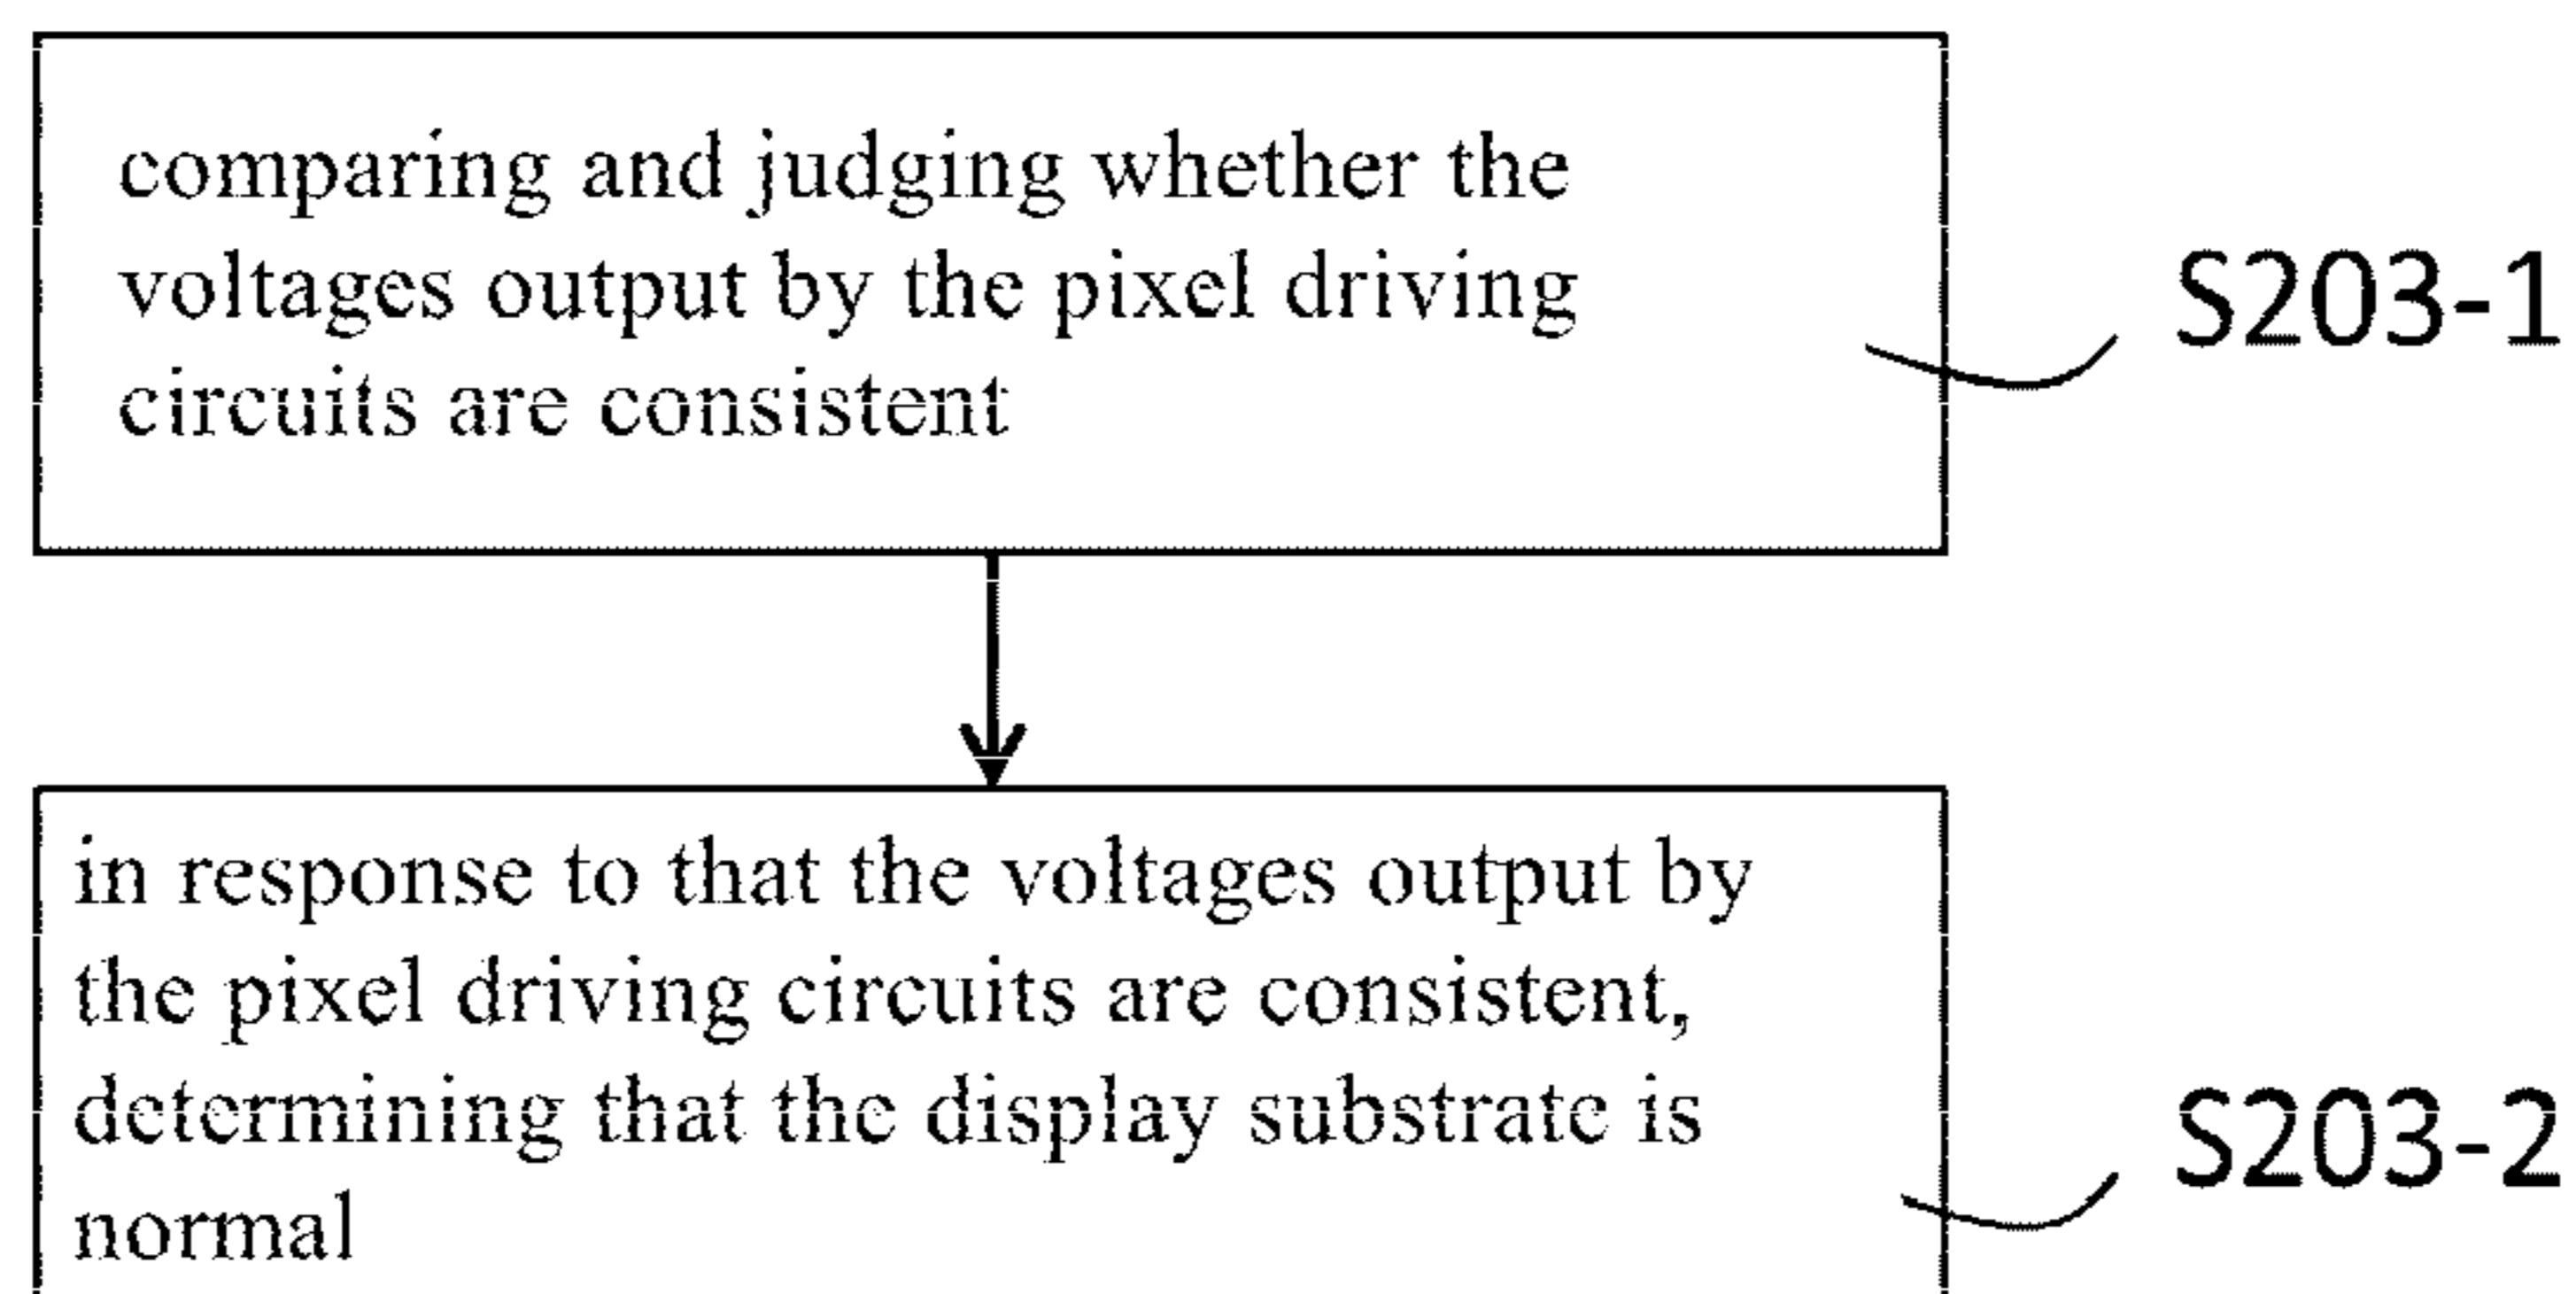 comparing and judging whether the
voltages output by the pixel driving
circuits are consistent
S203-1
in response to that the voltages output by
the pixel driving circuits are consistent,
determining that the display substrate is
normal
S203-2